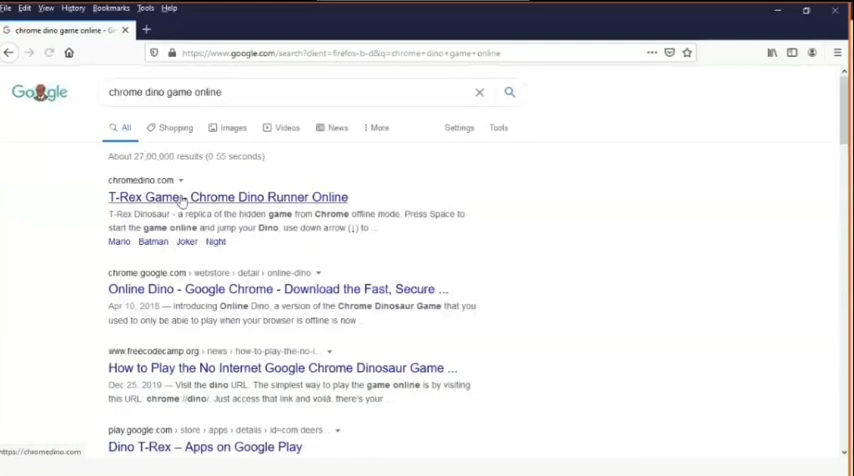 File Edit View History Bookmarks Tools Help
chrome dino game online - G
https://www.google.com/search?client=firefox-b-d&q=chrome+dino+game+online
Google
chrome dino game online
All Shopping Images Videos News More Settings Tools
About 27,00,000 results (0.55 seconds)
chromedino.com
T-Rex Game - Chrome Dino Runner Online
T-Rex Dinosaur - a replica of the hidden game from Chrome offline mode. Press Space to
start the game online and jump your Dino, use down arrow (↓) to ...
Mario Batman Joker Night
chrome.google.com › webstore › detail › online-dino
Online Dino - Google Chrome - Download the Fast, Secure ...
Apr 10, 2018 — Introducing Online Dino, a version of the Chrome Dinosaur Game that you
used to only be able to play when your browser is offline is now ...
www.freecodecamp.org › news › how-to-play-the-no-i...
How to Play the No Internet Google Chrome Dinosaur Game ...
Dec 25, 2019 — Visit the dino URL. The simplest way to play the game online is by visiting
this URL: chrome //dino/. Just access that link and voilà, there's your ...
play.google.com › store › apps › details › id=com deers...
Dino T-Rex – Apps on Google Play
https://chromedino.com